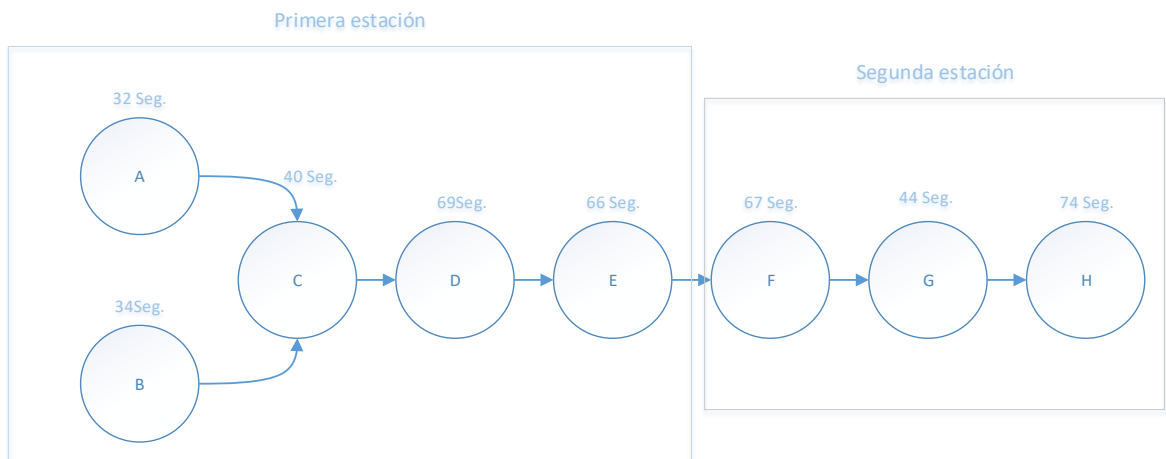 Primera estación
Segunda estación
32 Seg.
A
40 Seg.
34Seg.
B
C
69Seg.
D
66 Seg.
E
67 Seg.
F
44 Seg.
G
74 Seg.
H